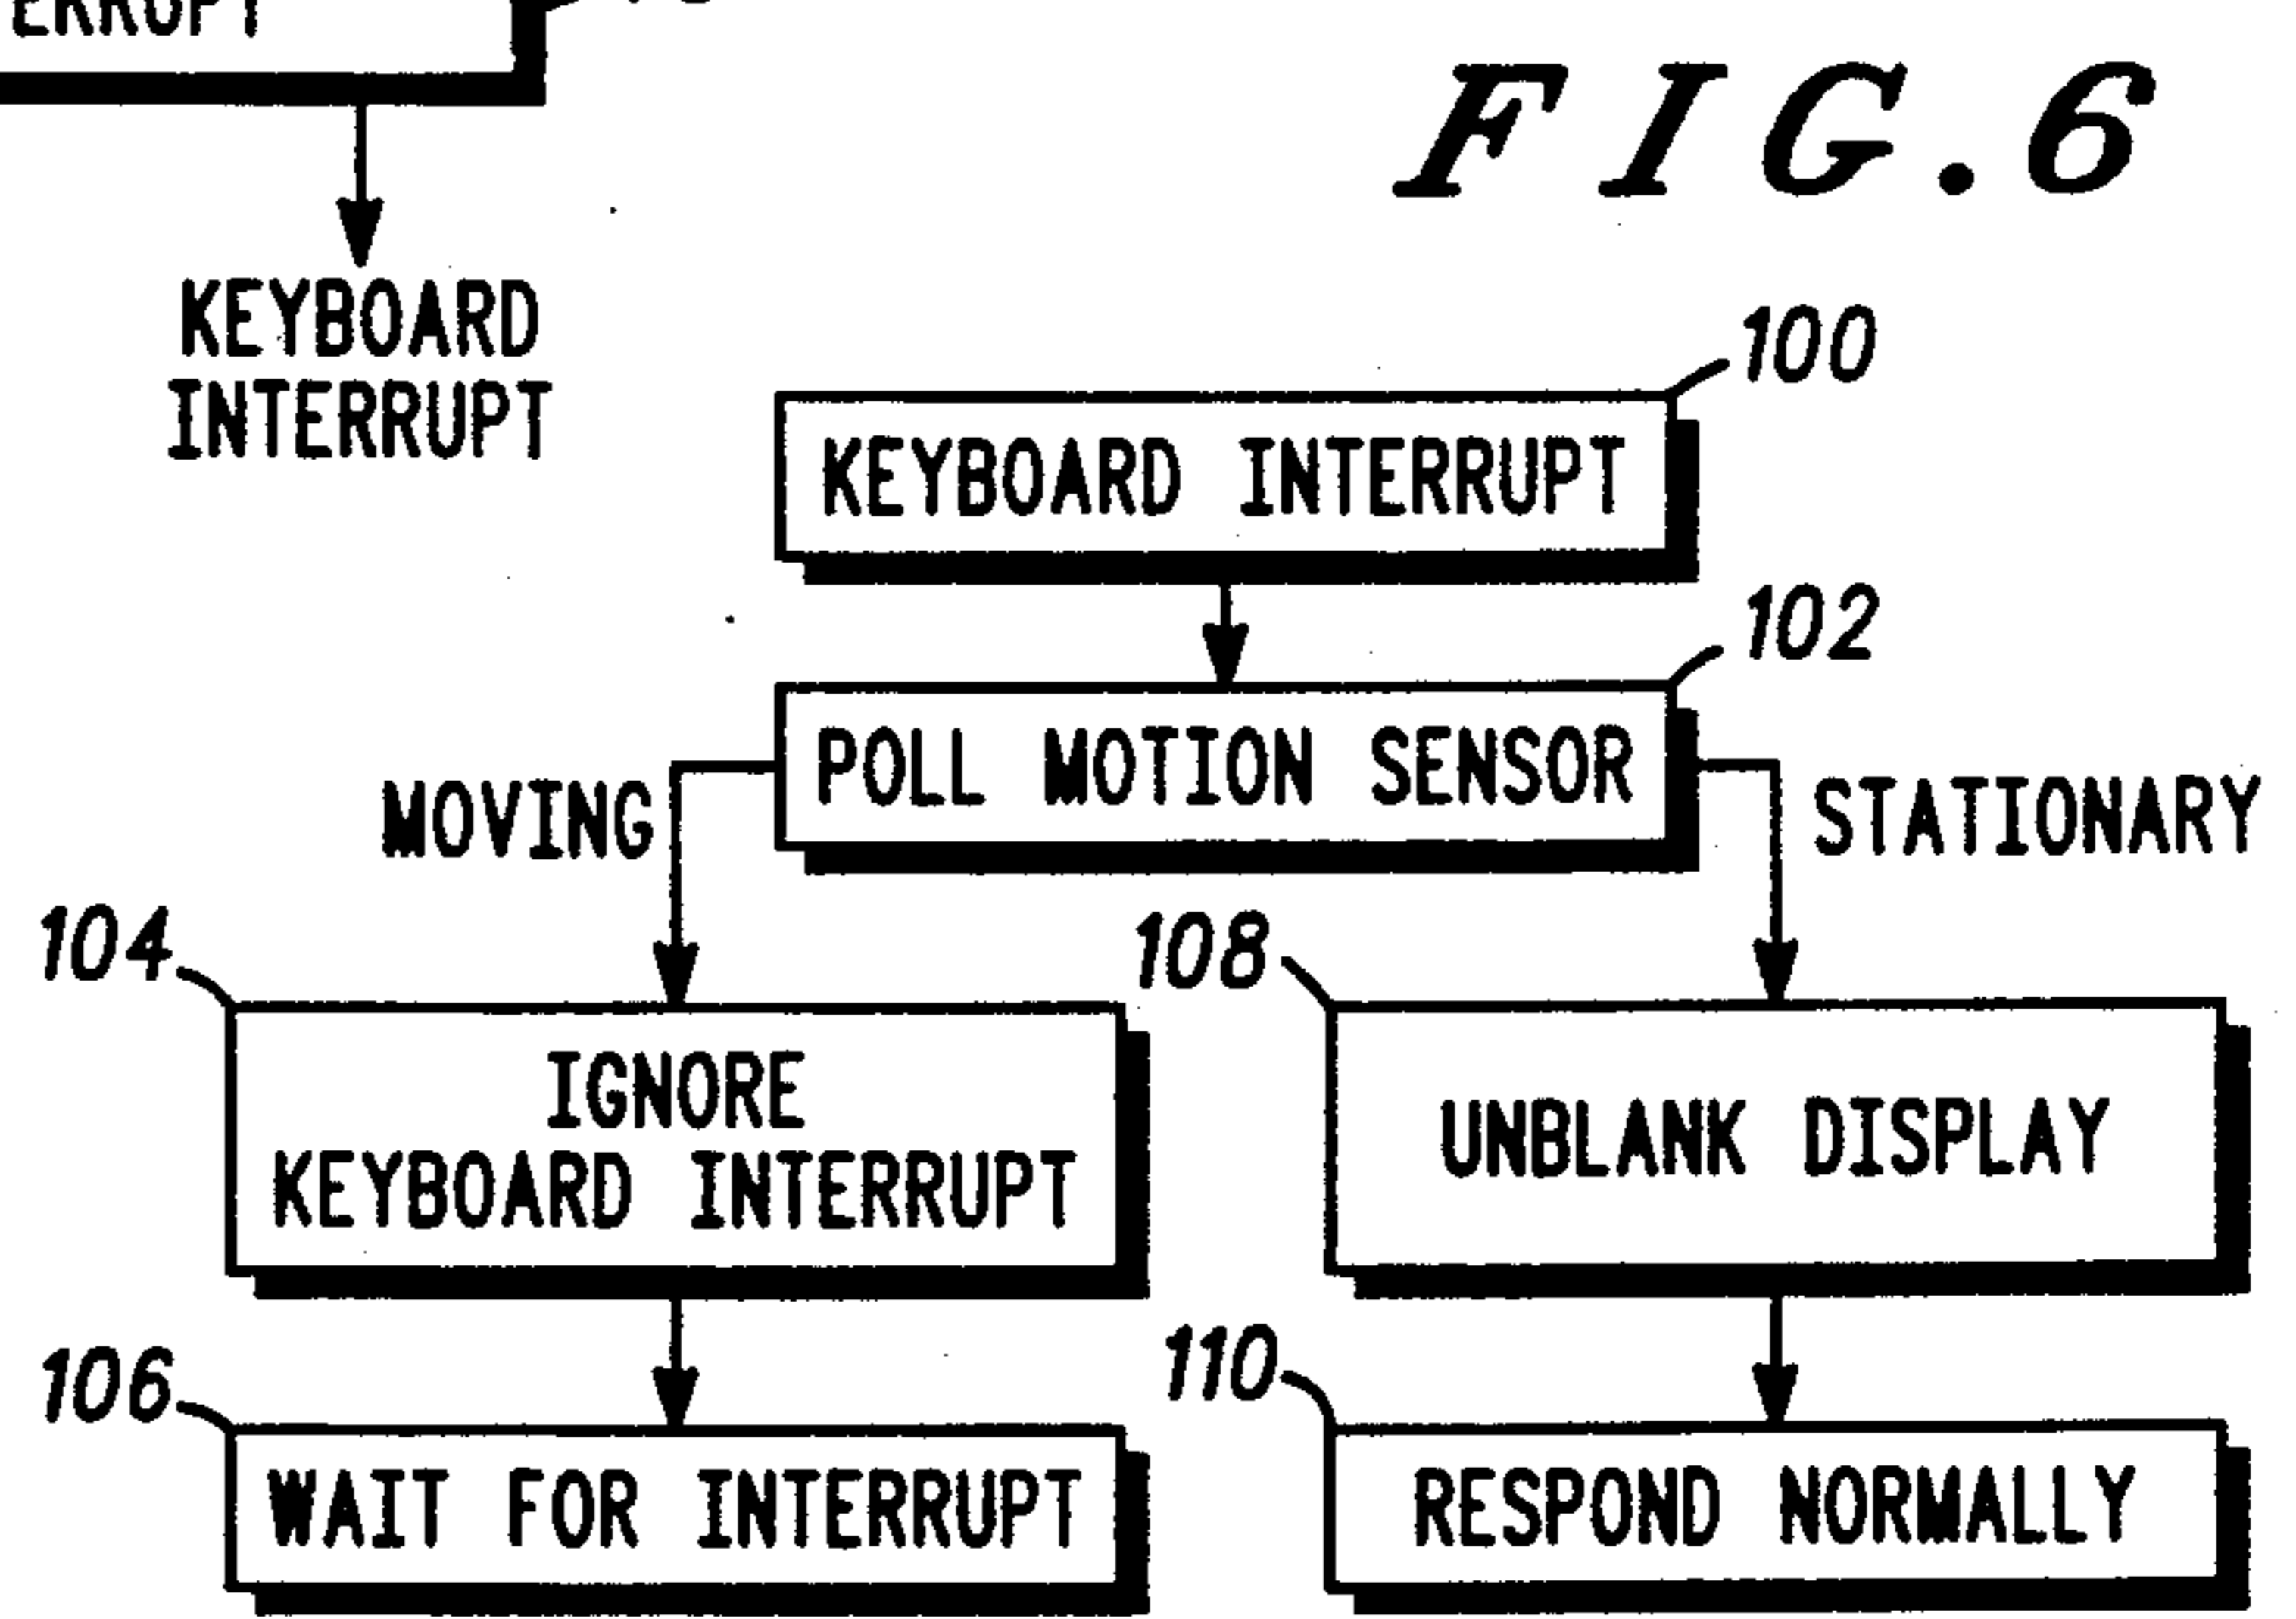 FIG.6
KEYBOARD
INTERRUPT
100
KEYBOARD INTERRUPT
102
POLL MOTION SENSOR
MOVING
STATIONARY
104
108
IGNORE
KEYBOARD INTERRUPT
UNBLANK DISPLAY
106
110
WAIT FOR INTERRUPT
RESPOND NORMALLY